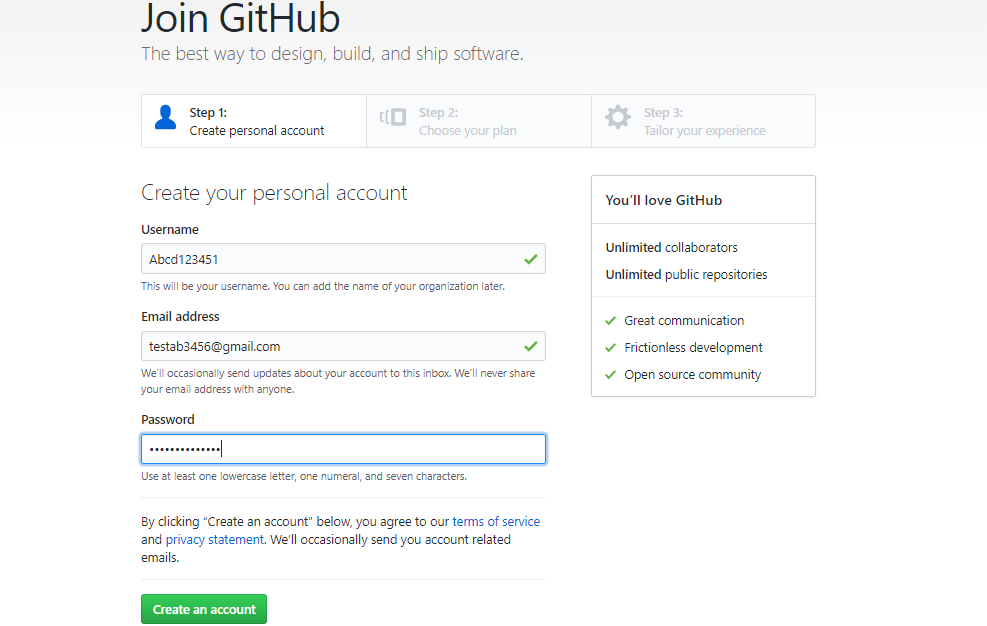 Join GitHub
The best way to design, build, and ship software.
Step 1:
Create personal account
Step 2:
Choose your plan
Step 3:
Tailor your experience
Create your personal account
Username
Abcd123451
This will be your username. You can add the name of your organization later.
Email address
testab3456@gmail.com
We’ll occasionally send updates about your account to this inbox. We’ll never share
your email address with anyone.
Password
••••••••••••••
Use at least one lowercase letter, one numeral, and seven characters.
By clicking “Create an account” below, you agree to our terms of service
and privacy statement. We’ll occasionally send you account related
emails.
Create an account
You’ll love GitHub
Unlimited collaborators
Unlimited public repositories
Great communication
Frictionless development
Open source community